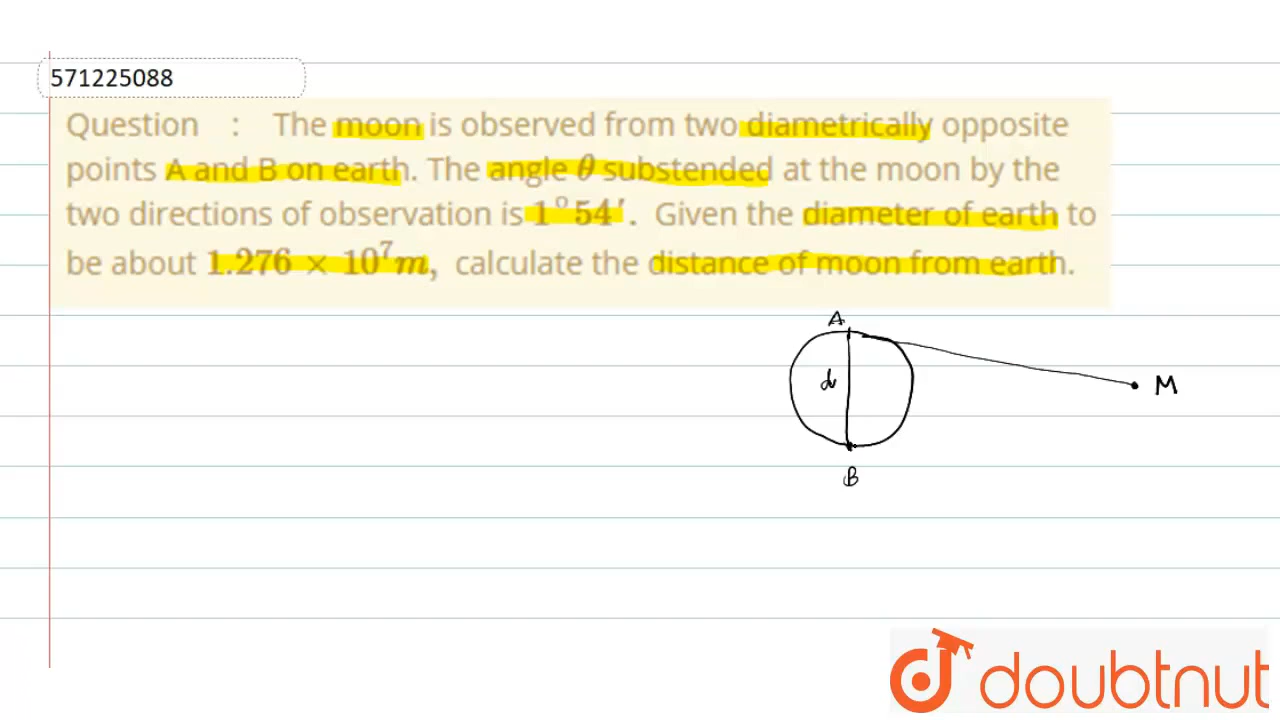 571225088
Question : The moon is observed from two diametrically opposite
points A and B on earth. The angle θ substended at the moon by the
two directions of observation is 1°54′. Given the diameter of earth to
be about 1.276 × 10⁷m, calculate the distance of moon from earth.
A
d
M
B
doubtnut